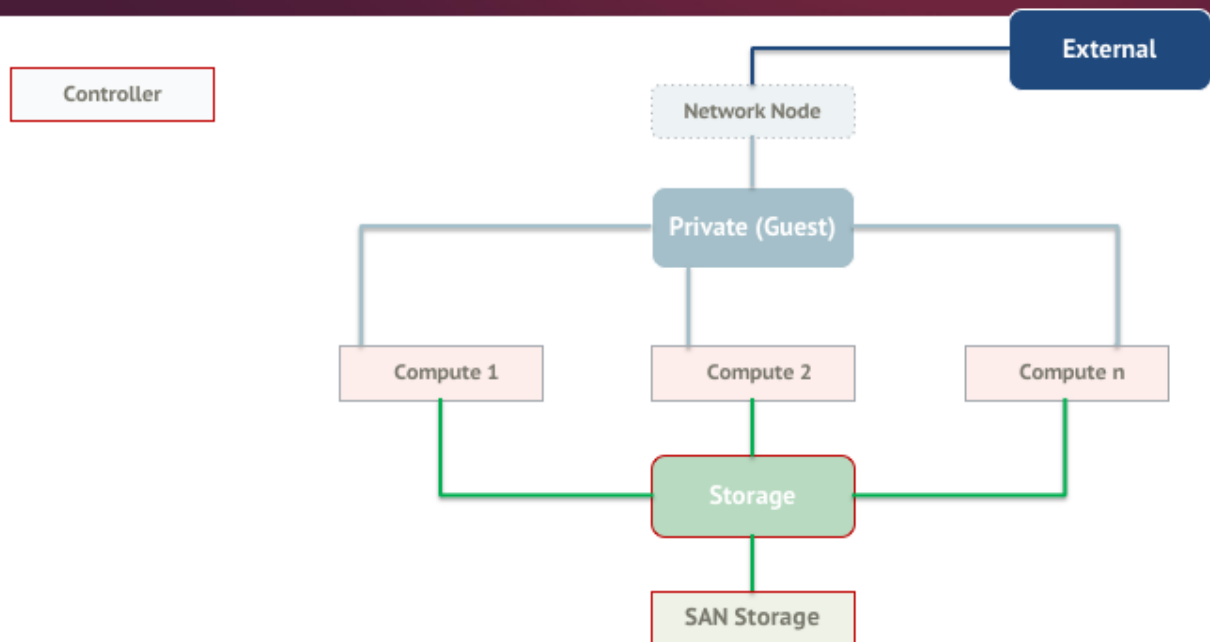 External
Controller
Network Node
Private (Guest)
Compute 1
Compute 2
Compute n
Storage
SAN Storage